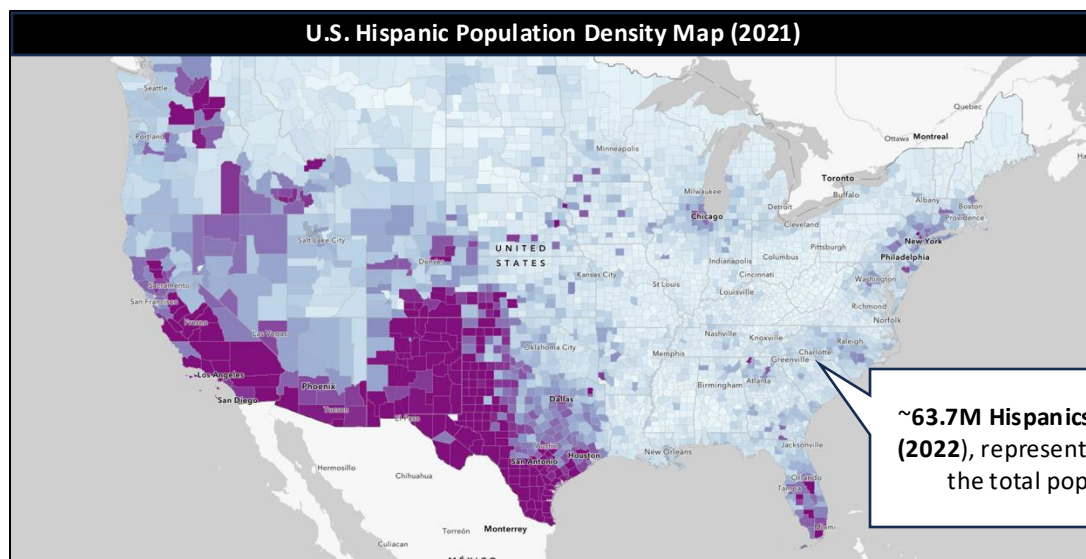 U.S. Hispanic Population Density Map (2021)
Seattle
Portland
Quebec
Ottawa Montreal
Minneapolis
Toronto
Milwaukee
Buffalo
Albany
Boston
Detroit
Providence
Chicago
Cleveland
New York
Salt Lake City
UNITED
STATES
Pittsburgh
Philadelphia
Denver
Columbus
Indianapolis
Sacramento
Kansas City
Cincinnati
Washington
San Francisco
St Louis
Louisville
Richmond
Fresno
Norfolk
Las Vegas
Nashville
Knoxville
Raleigh
Oklahoma City
Memphis
Charlotte
Greenville
Los Angeles
Phoenix
Birmingham
Atlanta
San Diego
Dallas
Tucson
El Paso
~63.7M Hispanics
(2022), represent
the total pop
Austin
Jacksonville
San Antonio
Houston
New Orleans
Hermosillo
Orlando
Chihuahua
Tampa
Miami
Torreón
Monterrey
Culiacan